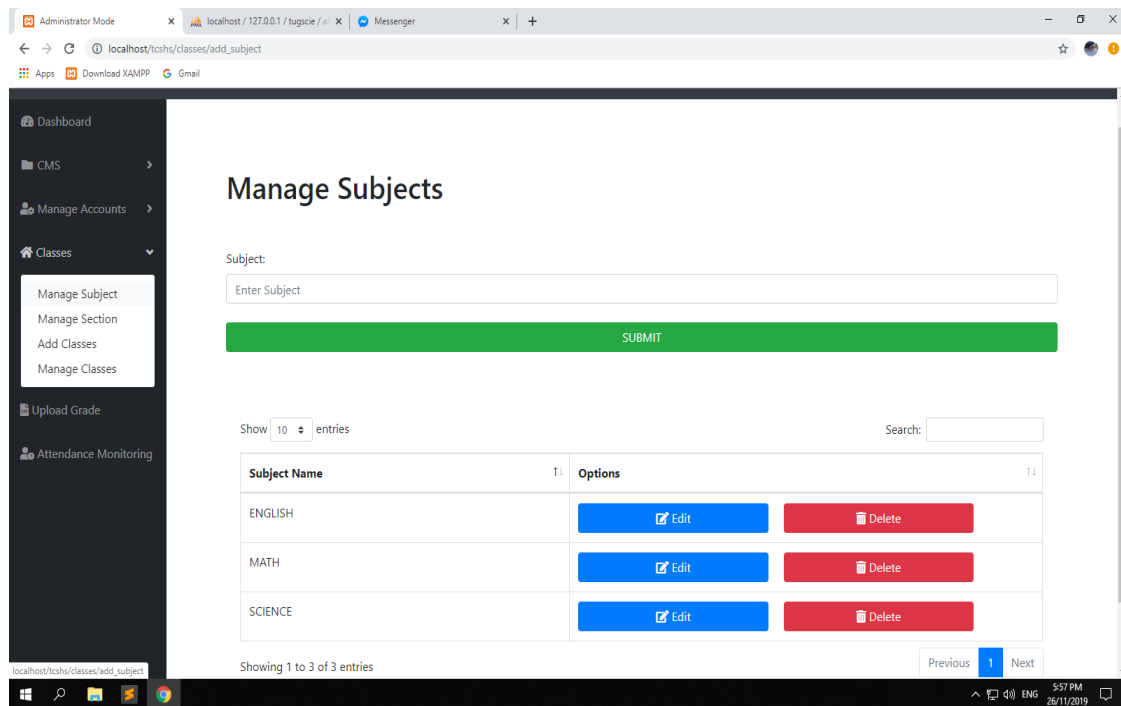 Administrator Mode
localhost / 127.0.0.1 / tugscie / a
Messenger
localhost/tcshs/classes/add_subject
Apps
Download XAMPP
Gmail
Dashboard
CMS
Manage Accounts
Classes
Manage Subject
Manage Section
Add Classes
Manage Classes
Upload Grade
Attendance Monitoring
Manage Subjects
Subject:
Enter Subject
SUBMIT
Show 10 entries
Search:
Subject Name Options
ENGLISH Edit Delete
MATH Edit Delete
SCIENCE Edit Delete
Showing 1 to 3 of 3 entries
Previous 1 Next
localhost/tcshs/classes/add_subject
ENG
5:57 PM
26/11/2019